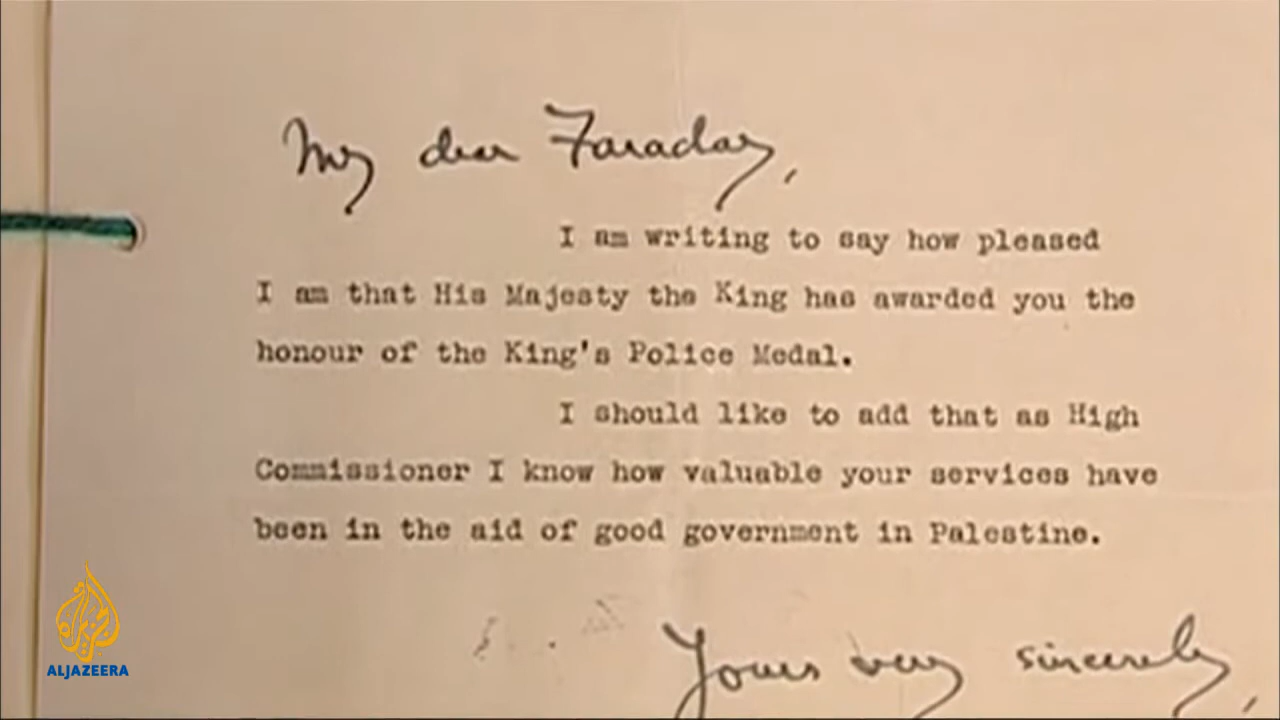 My dear Faraday,
I am writing to say how pleased
I am that His Majesty the King has awarded you the
honour of the King's Police Medal.
I should like to add that as High
Commissioner I know how valuable your services have
been in the aid of good government in Palestine.
Yours very sincerely,
الجزيرة
ALJAZEERA